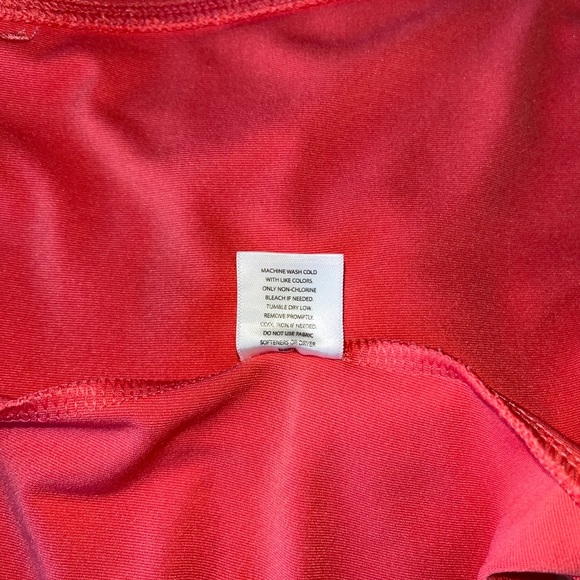 MACHINE WASH COLD
WITH LIKE COLORS.
ONLY NON-CHLORINE
BLEACH IF NEEDED.
TUMBLE DRY LOW.
REMOVE PROMPTLY.
COOL IRON IF NEEDED.
DO NOT USE FABRIC
SOFTENERS OR DRYER